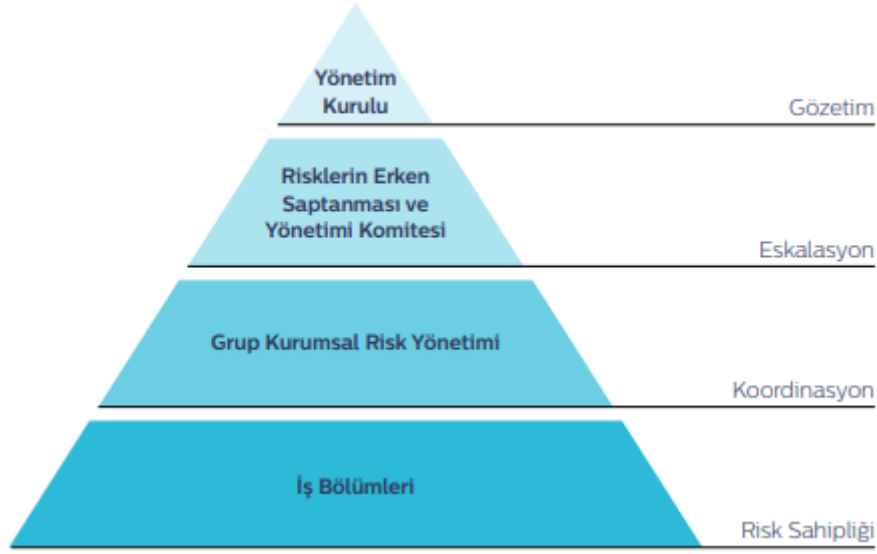 Yönetim
Kurulu
Gözetim
Risklerin Erken
Saptanması ve
Yönetimi Komitesi
Eskalasyon
Grup Kurumsal Risk Yönetimi
Koordinasyon
İş Bölümleri
Risk Sahipliği